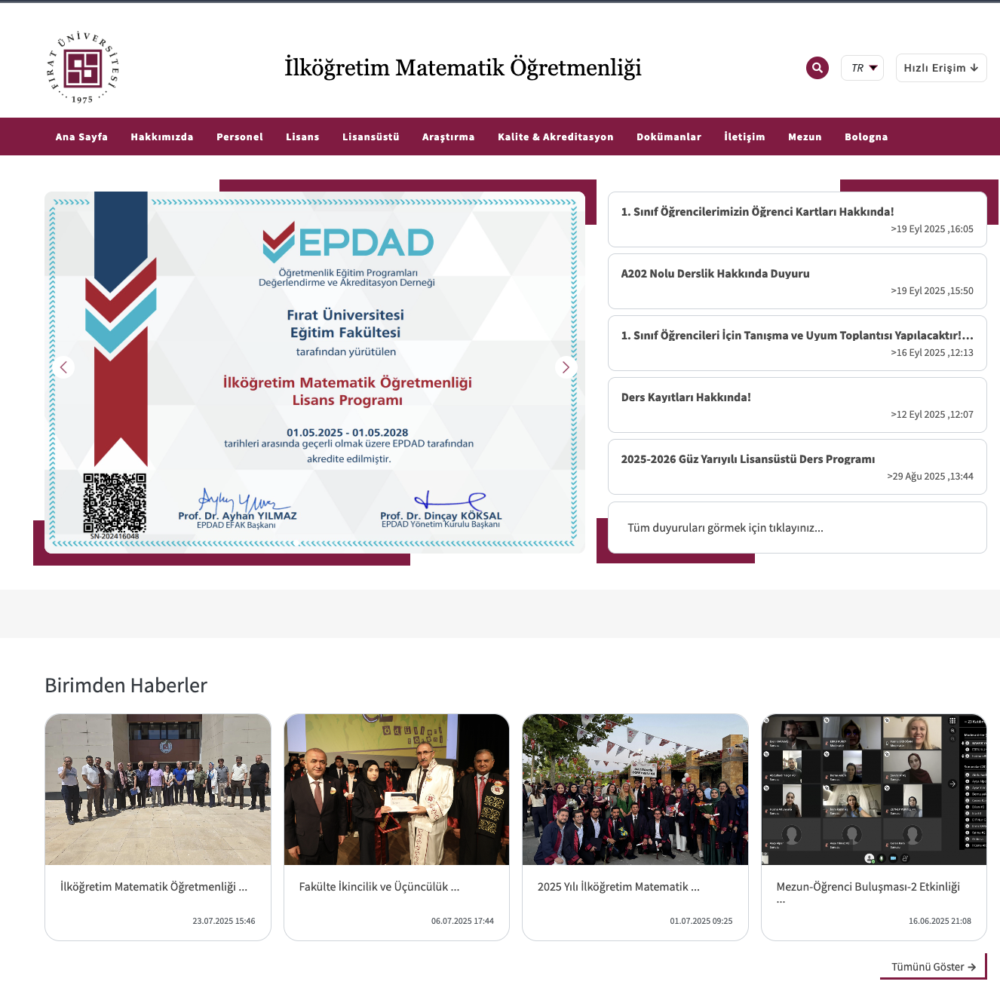 FIRAT ÜNİVERSİTESİ
1975
İlköğretim Matematik Öğretmenliği
TR
Hızlı Erişim
Ana Sayfa Hakkımızda Personel Lisans Lisansüstü Araştırma Kalite & Akreditasyon Dokümanlar İletişim Mezun Bologna
EPDAD
Öğretmenlik Eğitim Programları
Değerlendirme ve Akreditasyon Derneği
Fırat Üniversitesi
Eğitim Fakültesi
tarafından yürütülen
İlköğretim Matematik Öğretmenliği
Lisans Programı
01.05.2025 - 01.05.2028
tarihleri arasında geçerli olmak üzere EPDAD tarafından
akredite edilmiştir.
Prof. Dr. Ayhan YILMAZ
EPDAD EFAK Başkanı
Prof. Dr. Dinçay KÖKSAL
EPDAD Yönetim Kurulu Başkanı
SN-202416048
1. Sınıf Öğrencilerimizin Öğrenci Kartları Hakkında!
>19 Eyl 2025 ,16:05
A202 Nolu Derslik Hakkında Duyuru
>19 Eyl 2025 ,15:50
1. Sınıf Öğrencileri İçin Tanışma ve Uyum Toplantısı Yapılacaktır!...
>16 Eyl 2025 ,12:13
Ders Kayıtları Hakkında!
>12 Eyl 2025 ,12:07
2025-2026 Güz Yarıyılı Lisansüstü Ders Programı
>29 Ağu 2025 ,13:44
Tüm duyuruları görmek için tıklayınız...
Birimden Haberler
ödülleri
töreni
MATEMATİK
ÖĞRETMENLİĞİ
İlköğretim Matematik Öğretmenliği ...
23.07.2025 15:46
Fakülte İkincilik ve Üçüncülük ...
06.07.2025 17:44
2025 Yılı İlköğretim Matematik ...
01.07.2025 09:25
Mezun-Öğrenci Buluşması-2 Etkinliği
...
16.06.2025 21:08
Tümünü Göster